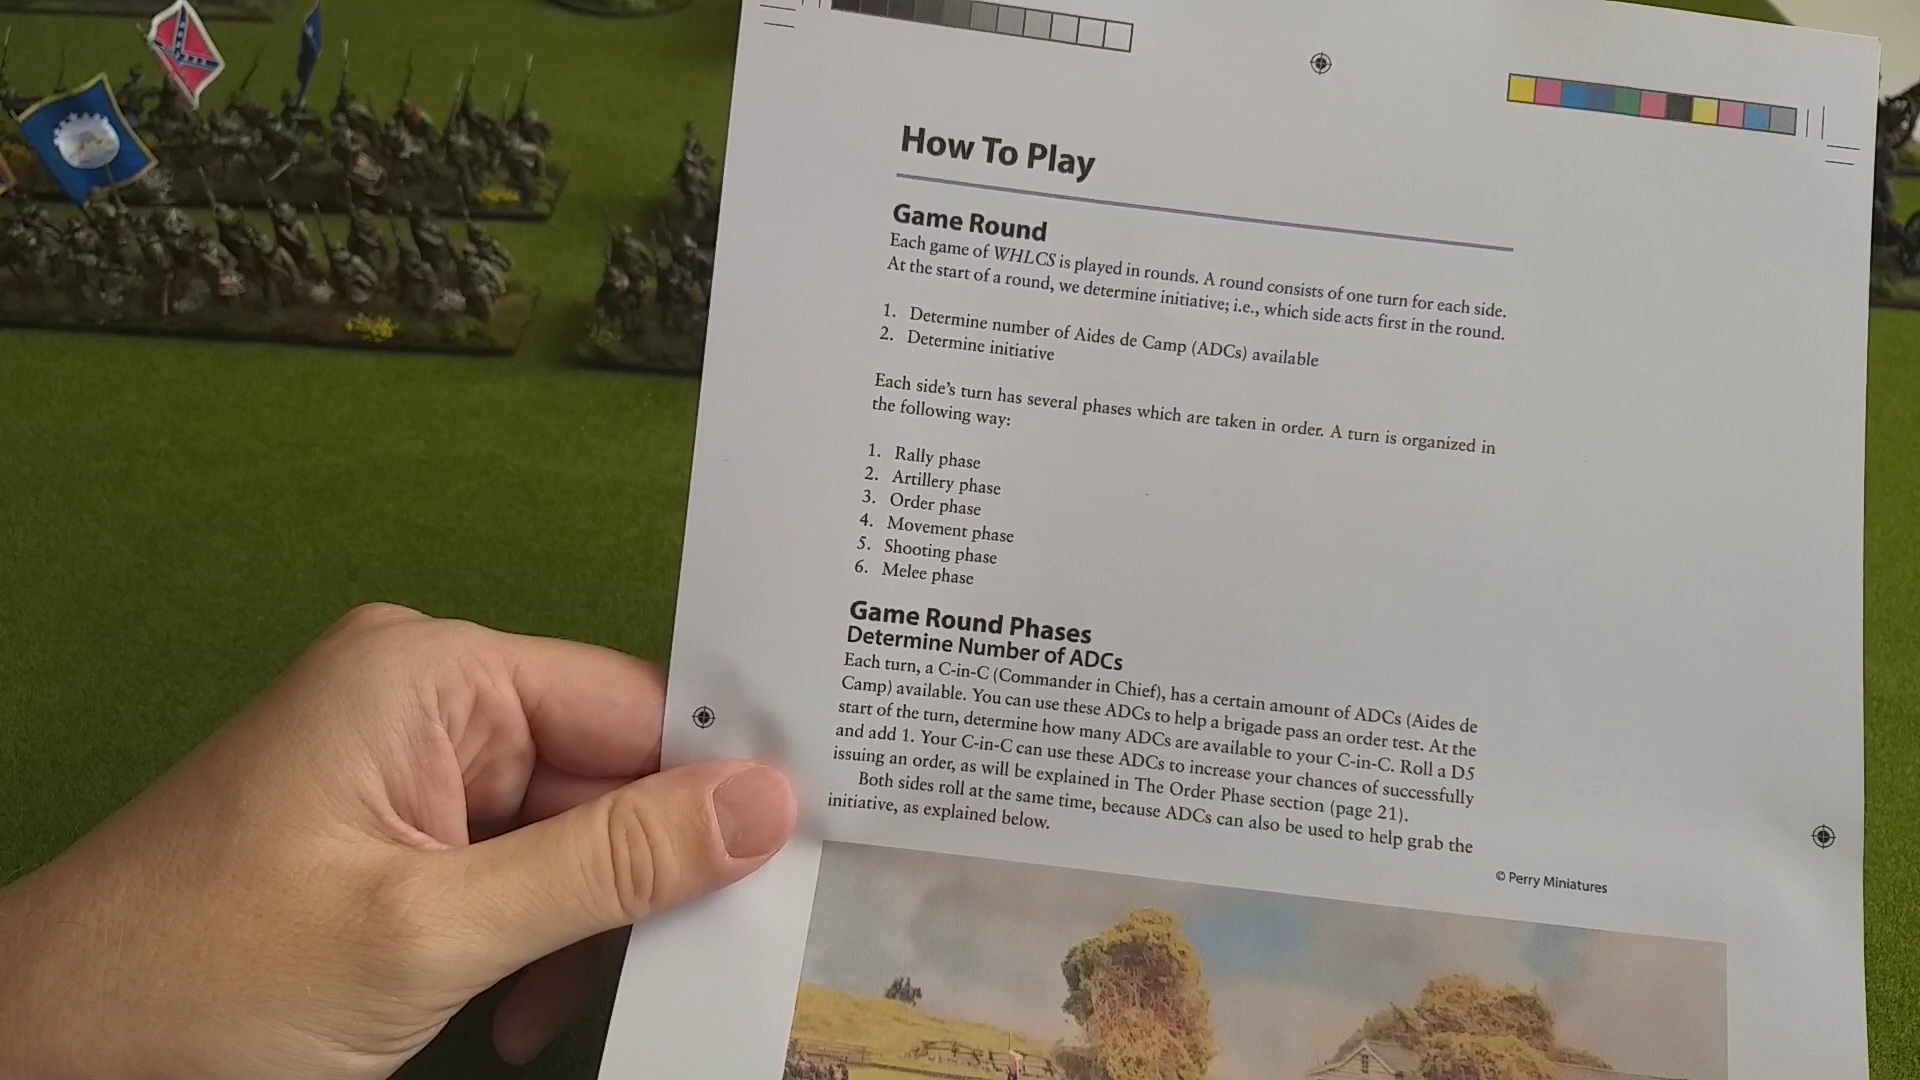 How To Play
Game Round
Each game of WHLCS is played in rounds. A round consists of one turn for each side.
At the start of a round, we determine initiative; i.e., which side acts first in the round.
1. Determine number of Aides de Camp (ADCs) available
2. Determine initiative
Each side's turn has several phases which are taken in order. A turn is organized in
the following way:
1. Rally phase
2. Artillery phase
3. Order phase
4. Movement phase
5. Shooting phase
6. Melee phase
Game Round Phases
Determine Number of ADCs
Each turn, a C-in-C (Commander in Chief), has a certain amount of ADCs (Aides de
Camp) available. You can use these ADCs to help a brigade pass an order test. At the
start of the turn, determine how many ADCs are available to your C-in-C. Roll a D5
and add 1. Your C-in-C can use these ADCs to increase your chances of successfully
issuing an order, as will be explained in The Order Phase section (page 21).
Both sides roll at the same time, because ADCs can also be used to help grab the
initiative, as explained below.
© Perry Miniatures